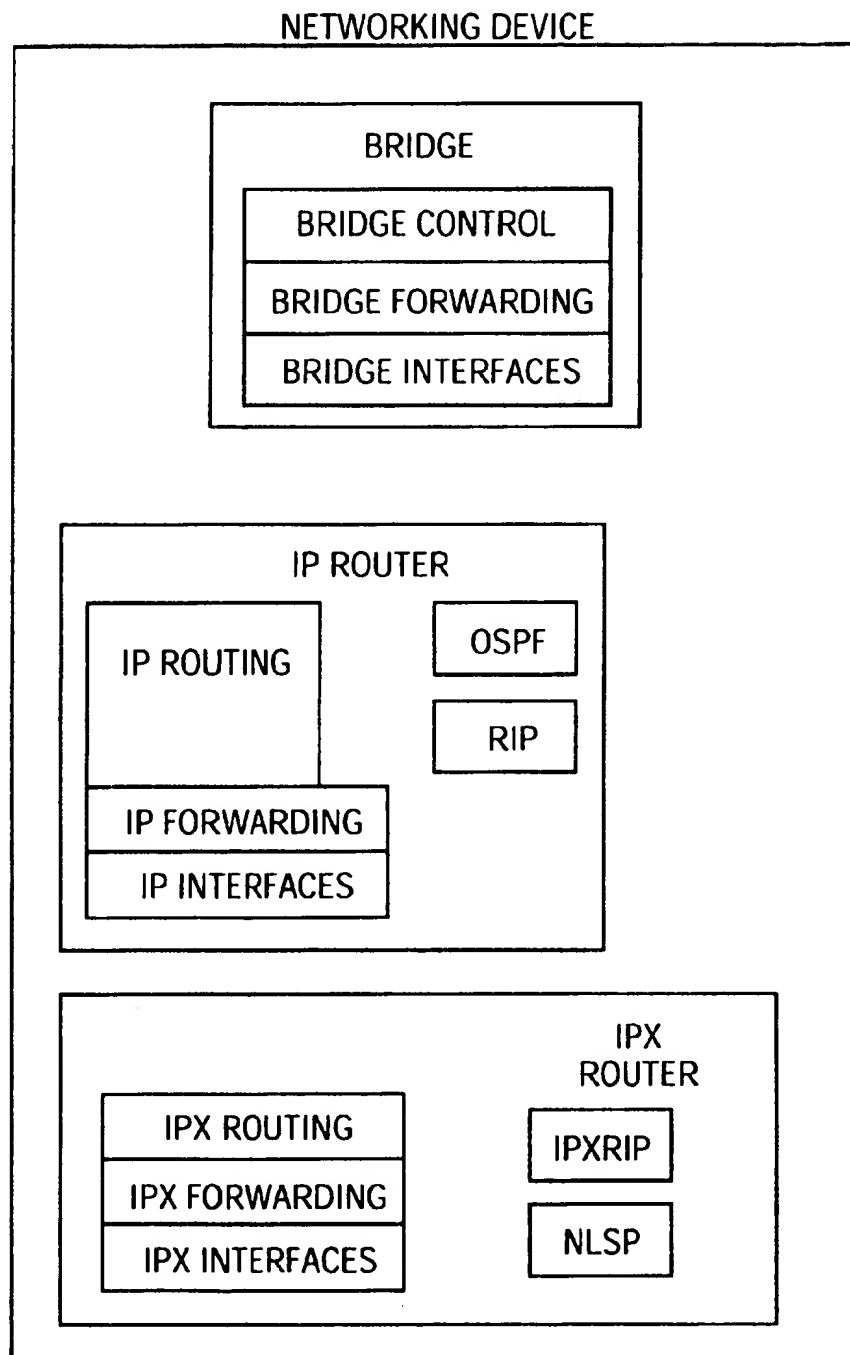 NETWORKING DEVICE
BRIDGE
BRIDGE CONTROL
BRIDGE FORWARDING
BRIDGE INTERFACES
IP ROUTER
IP ROUTING
OSPF
RIP
IP FORWARDING
IP INTERFACES
IPX
ROUTER
IPX ROUTING
IPX FORWARDING
IPX INTERFACES
IPXRIP
NLSP